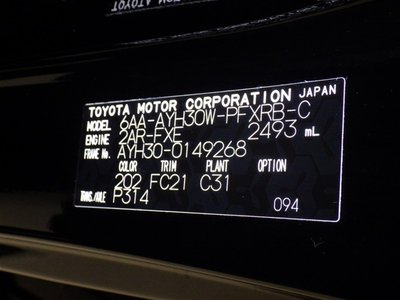 TOYOTA MOTOR CORPORATION JAPAN
MODEL 6AA-AYH30W-PFXRB-C
ENGINE 2AR-FXE 2493 mL
FRAME No. AYH30-0149268
COLOR TRIM PLANT OPTION
202 FC21 C31
TRANS./AXLE P314 094